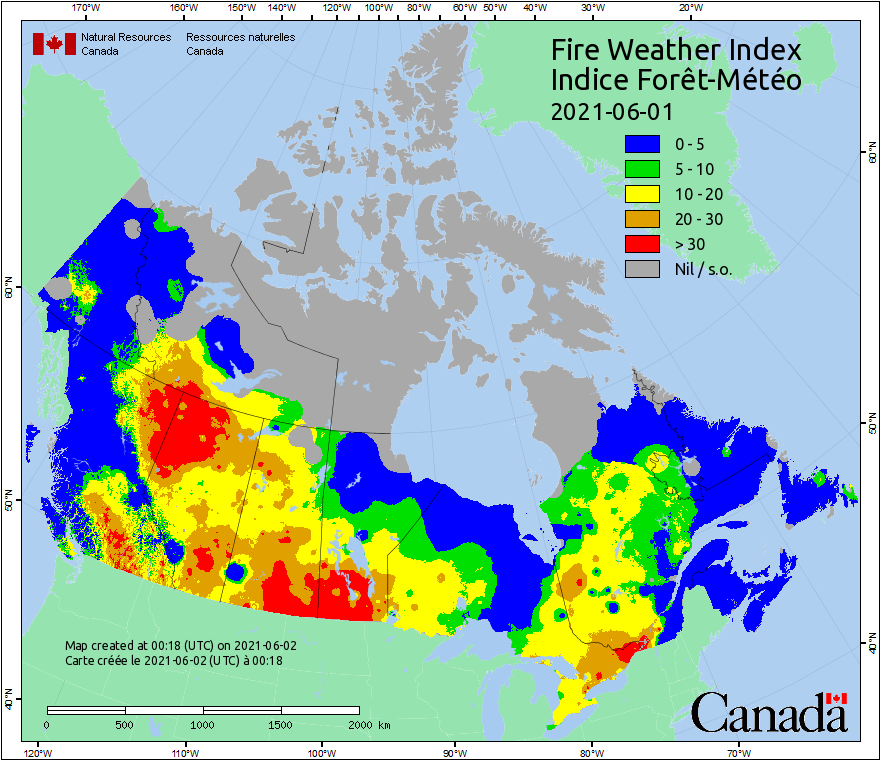 170°W 160°W 150°W 140°W 120°W 100°W 80°W 60°W 50°W 40°W 30°W 20°W
Natural Resources Canada
Ressources naturelles Canada
Fire Weather Index
Indice Forêt-Météo
2021-06-01
0 - 5
5 - 10
10 - 20
20 - 30
> 30
Nil / s.o.
60°N
50°N
40°N
60°N
50°N
40°N
Map created at 00:18 (UTC) on 2021-06-02
Carte créée le 2021-06-02 (UTC) à 00:18
0 500 1000 1500 2000 km
Canada
120°W 110°W 100°W 90°W 80°W 70°W